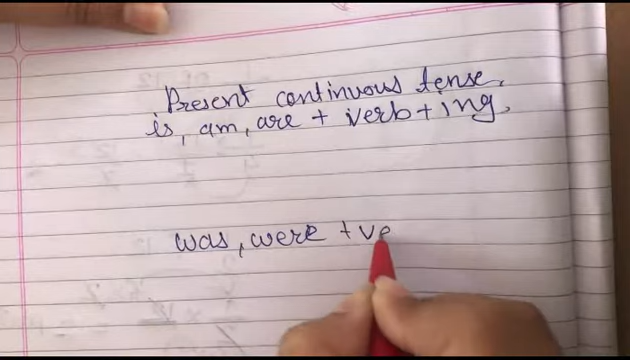 Present continuous tense.
is, am, are + verb + ing.
was, were + ve